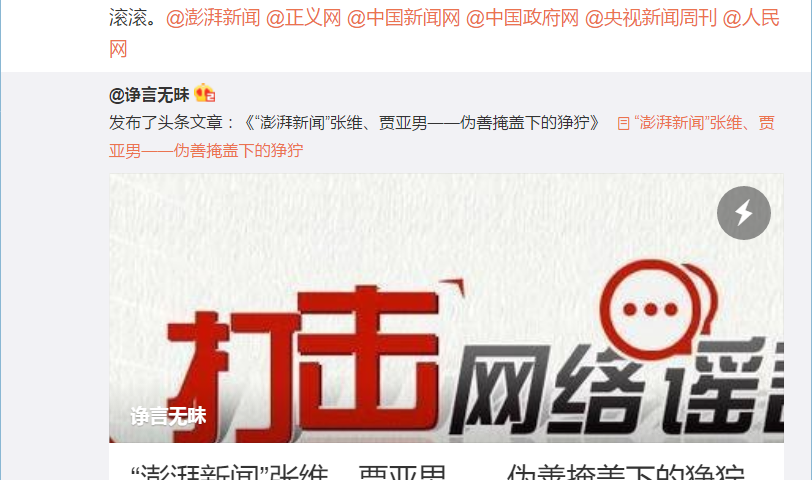 滚滚。@澎湃新闻 @正义网 @中国新闻网 @中国政府网 @央视新闻周刊 @人民
网
@诤言无昧
发布了头条文章：《“澎湃新闻”张维、贾亚男——伪善掩盖下的狰狞》 “澎湃新闻”张维、贾
亚男——伪善掩盖下的狰狞
打击网络谣
诤言无昧
“澎湃新闻”张维、贾亚男——伪善掩盖下的狰狞